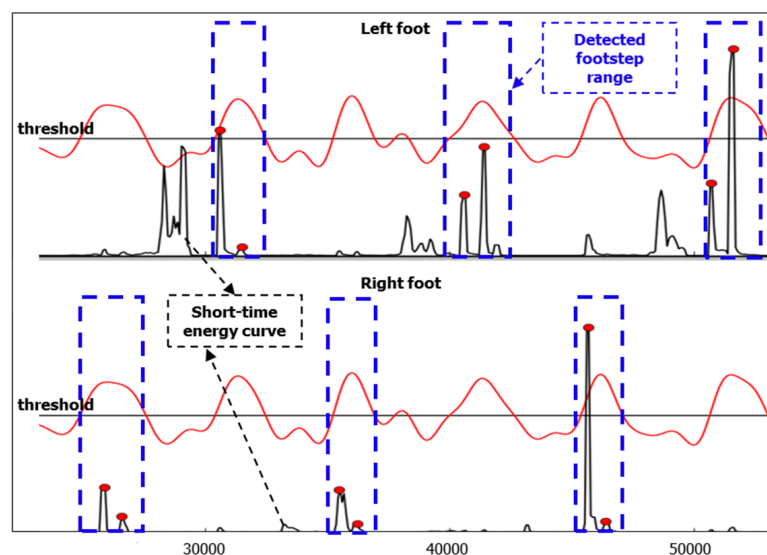 Left foot
Detected
footstep
range
threshold
Right foot
Short-time
energy curve
threshold
30000
40000
50000